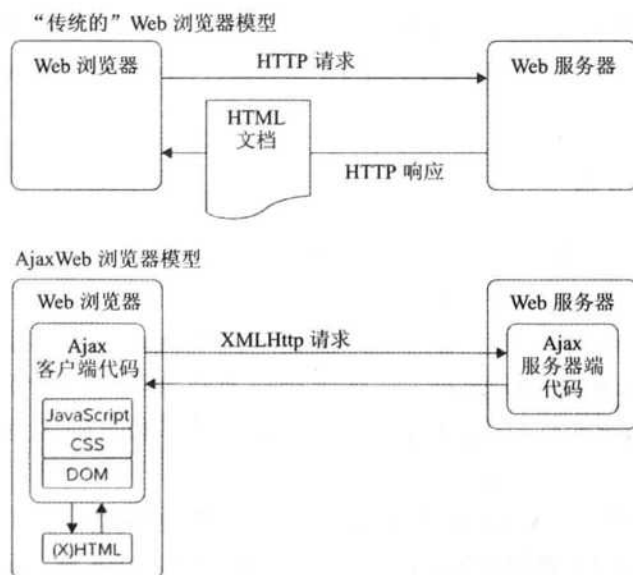 “传统的”Web 浏览器模型
Web 浏览器
HTTP 请求
Web 服务器
HTML
文档
HTTP 响应
AjaxWeb 浏览器模型
Web 浏览器
Web 服务器
Ajax
客户端代码
XMLHttp 请求
Ajax
服务器端
代码
JavaScript
CSS
DOM
(X)HTML